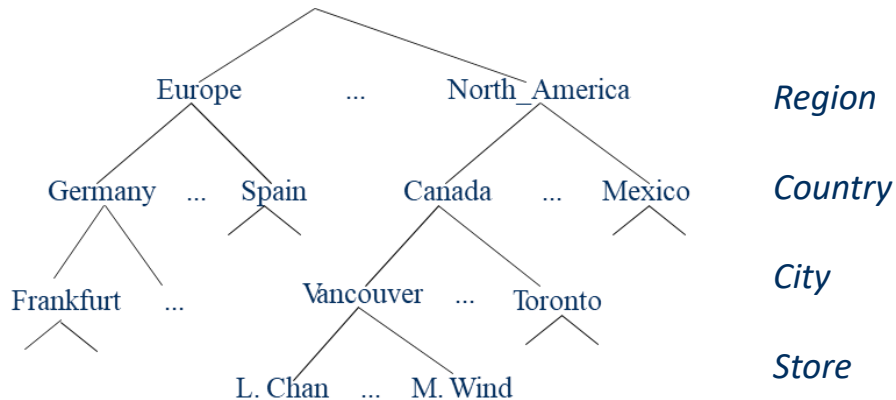 Europe ... North_America Region
Germany ... Spain Canada ... Mexico Country
Frankfurt ... Vancouver ... Toronto City
L. Chan ... M. Wind Store